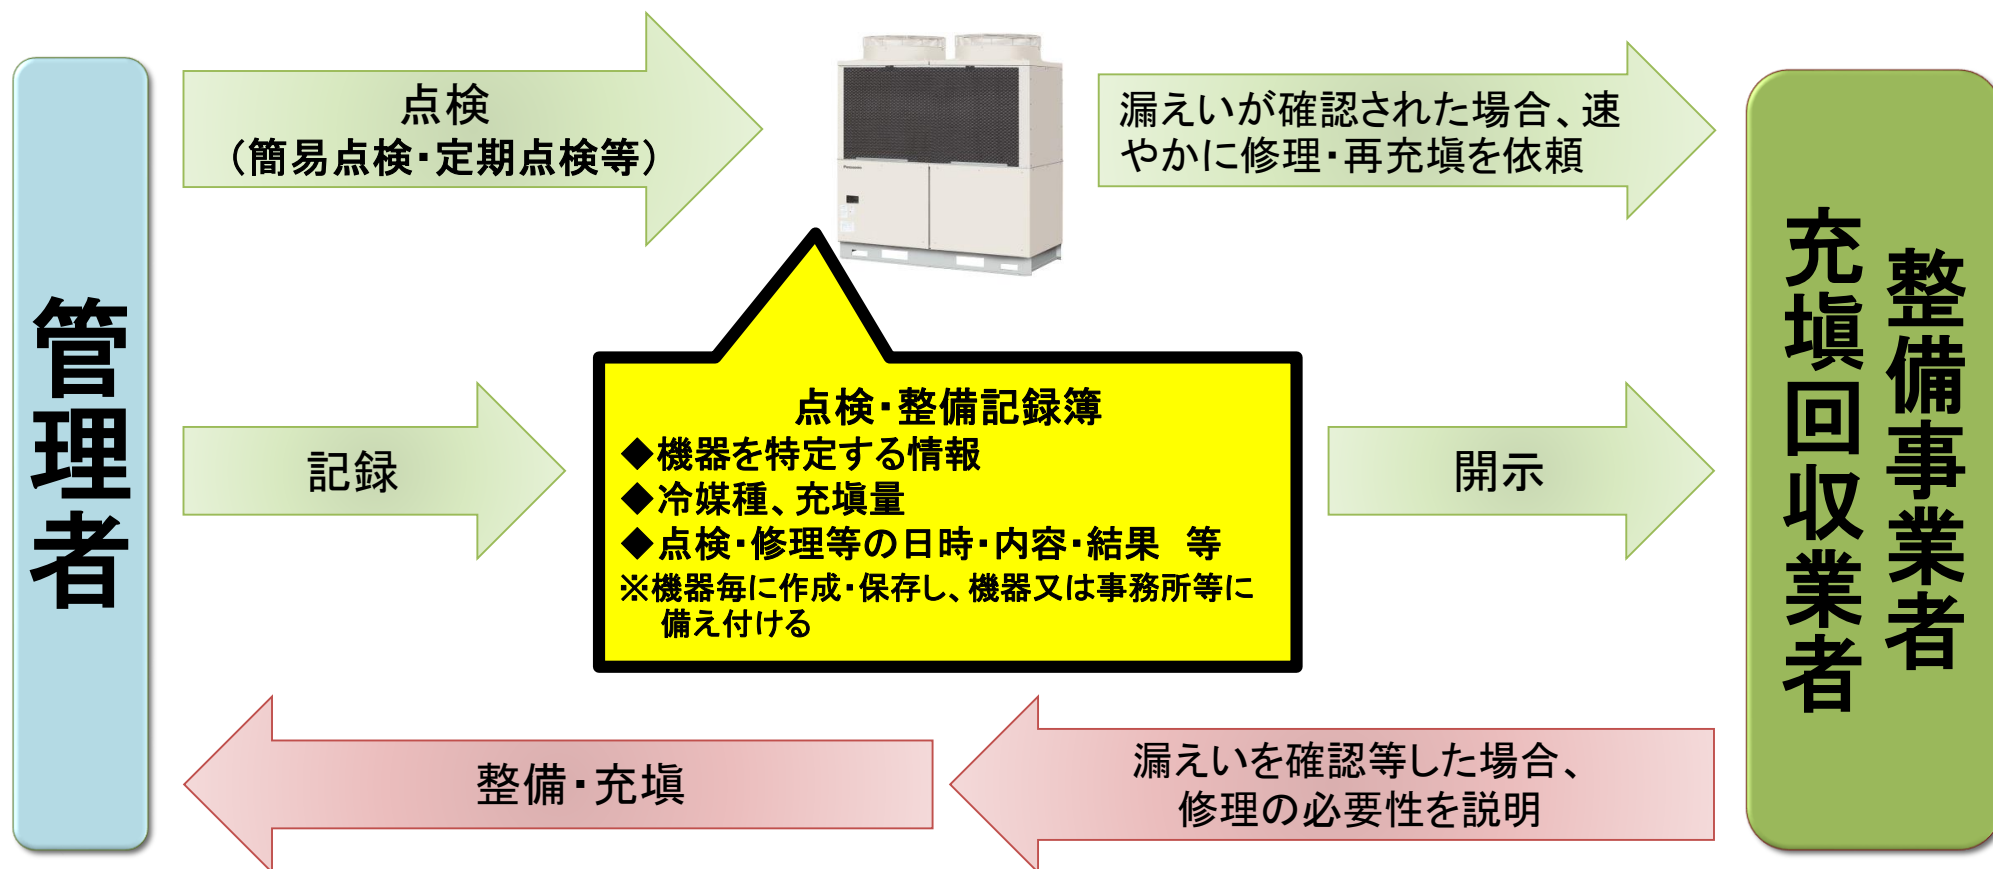 管理者
点検
（簡易点検・定期点検等）
漏えいが確認された場合、速
やかに修理・再充塡を依頼
整備事業者
充塡回収業者
記録
点検・整備記録簿
◆機器を特定する情報
◆冷媒種、充塡量
◆点検・修理等の日時・内容・結果　等
※機器毎に作成・保存し、機器又は事務所等に
備え付ける
開示
整備・充塡
漏えいを確認等した場合、
修理の必要性を説明